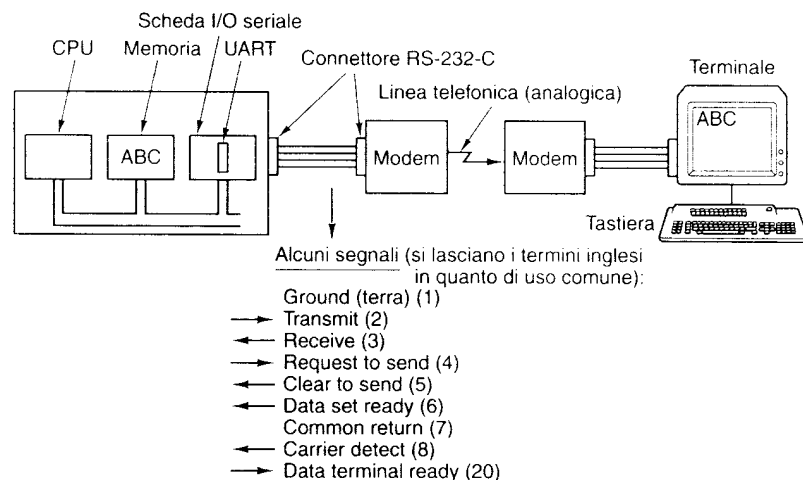 Scheda I/O seriale
CPU
Memoria
UART
Connettore RS-232-C
Terminale
Linea telefonica (analogica)
ABC
ABC
Modem
Modem
Tastiera
Alcuni segnali (si lasciano i termini inglesi
in quanto di uso comune):
Ground (terra) (1)
Transmit (2)
Receive (3)
Request to send (4)
Clear to send (5)
Data set ready (6)
Common return (7)
Carrier detect (8)
Data terminal ready (20)